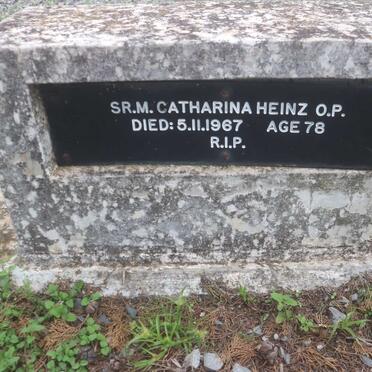 SR.M. CATHARINA HEINZ O.P.
DIED: 5.11.1967 AGE 78
R.I.P.